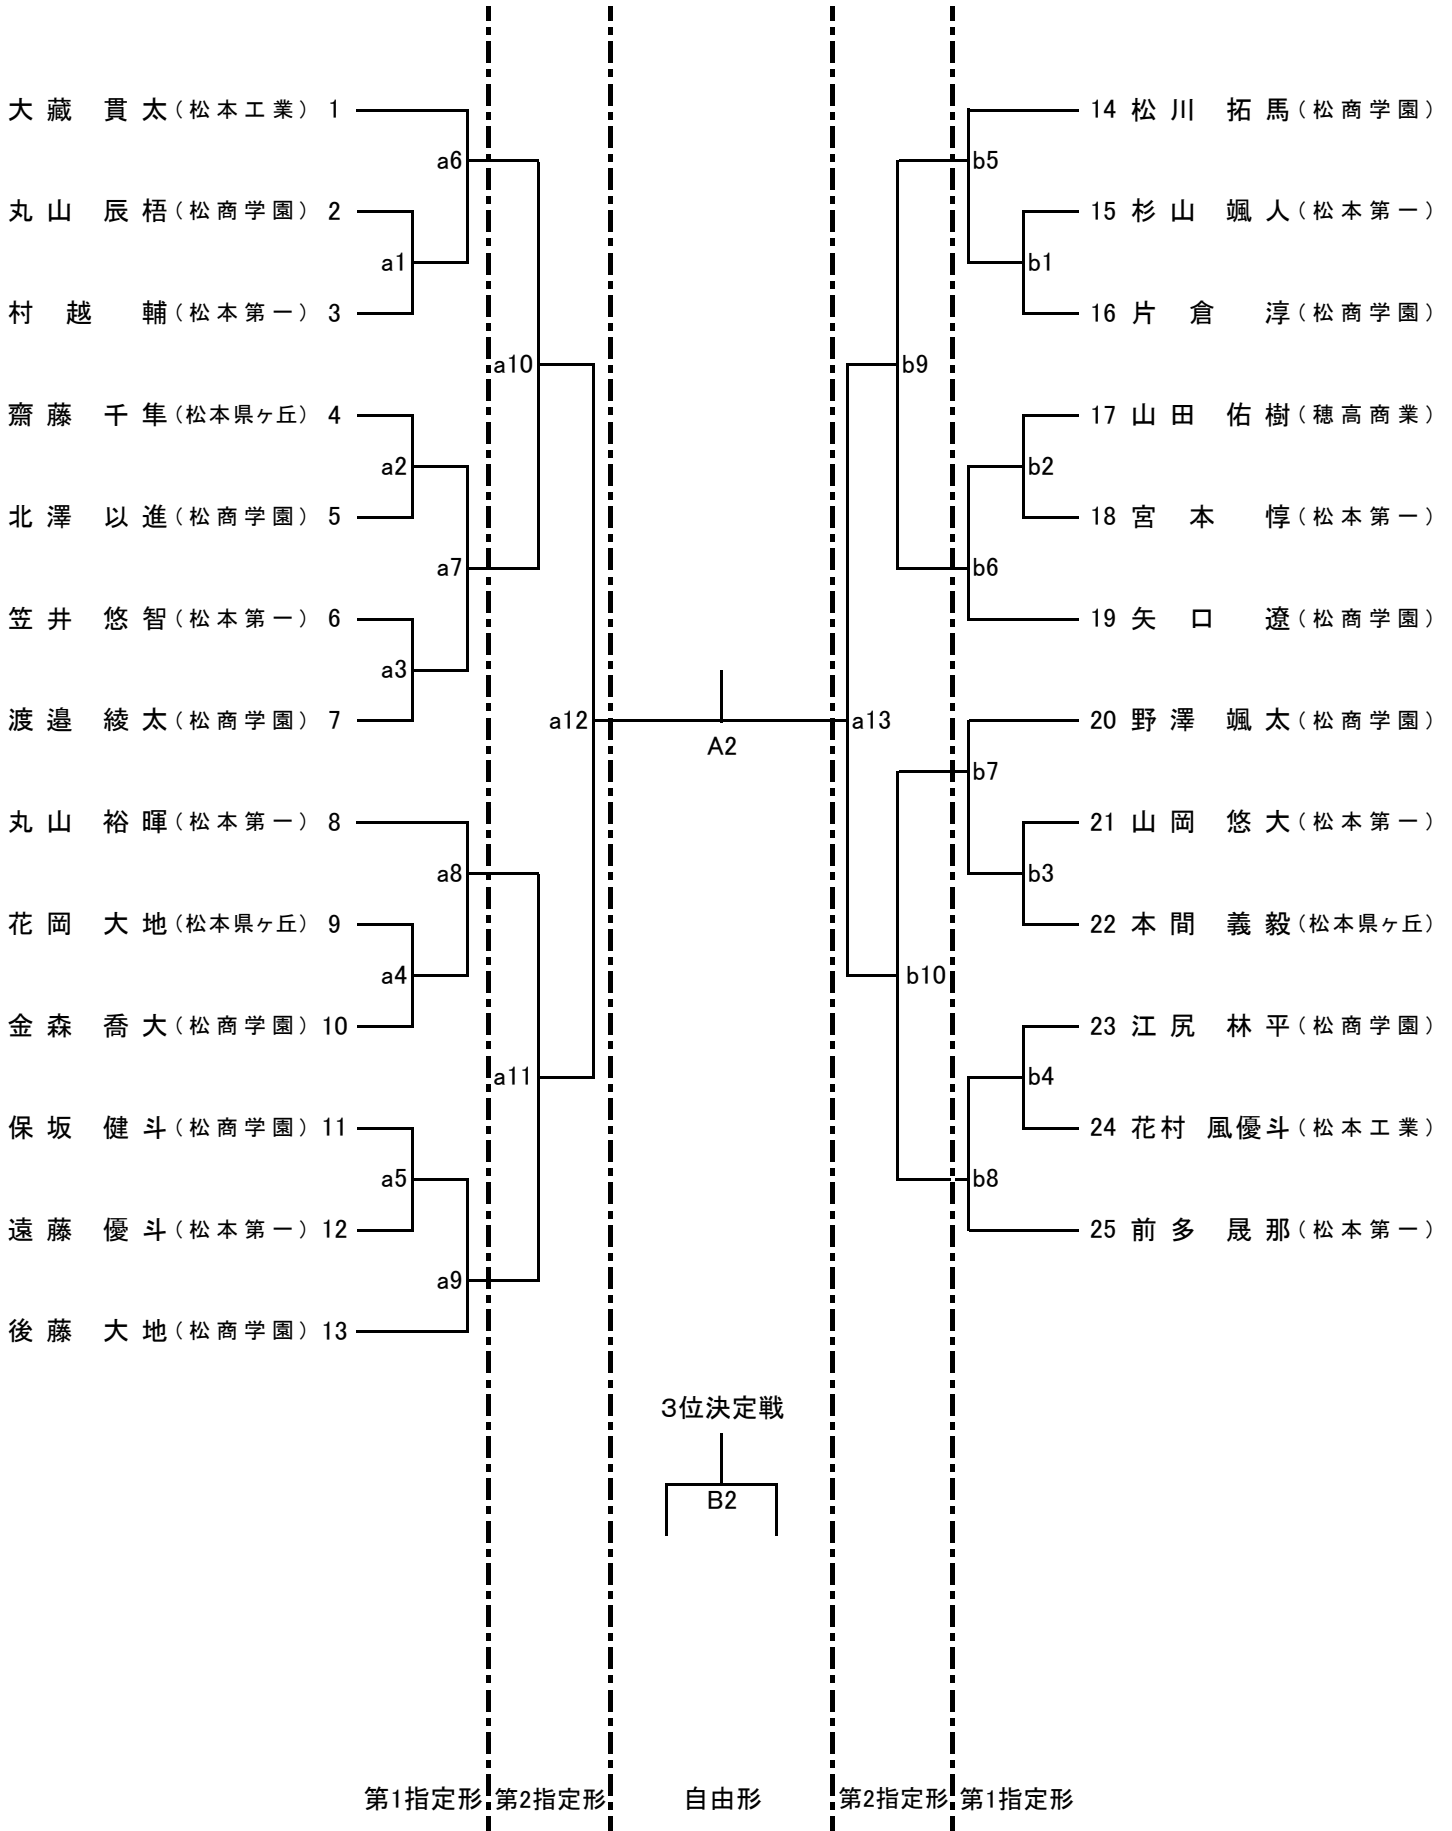 大藏 貫太(松本工業) 1
a6
丸山 辰梧(松商学園) 2
a1
村越 輔(松本第一) 3
a10
齋藤 千隼(松本県ヶ丘) 4
a2
北澤 以進(松商学園) 5
a7
笠井 悠智(松本第一) 6
a3
渡邉 綾太(松商学園) 7
a12
丸山 裕暉(松本第一) 8
a8
花岡 大地(松本県ヶ丘) 9
a4
金森 喬大(松商学園) 10
a11
保坂 健斗(松商学園) 11
a5
遠藤 優斗(松本第一) 12
a9
後藤 大地(松商学園) 13
A2
14 松川 拓馬(松商学園)
b5
15 杉山 颯人(松本第一)
b1
16 片倉 淳(松商学園)
b9
17 山田 佑樹(穂高商業)
b2
18 宮本 惇(松本第一)
b6
19 矢口 遼(松商学園)
a13
20 野澤 颯太(松商学園)
b7
21 山岡 悠大(松本第一)
b3
22 本間 義毅(松本県ヶ丘)
b10
23 江尻 林平(松商学園)
b4
24 花村 風優斗(松本工業)
b8
25 前多 晟那(松本第一)
3位決定戦
B2
第1指定形 第2指定形 自由形 第2指定形 第1指定形